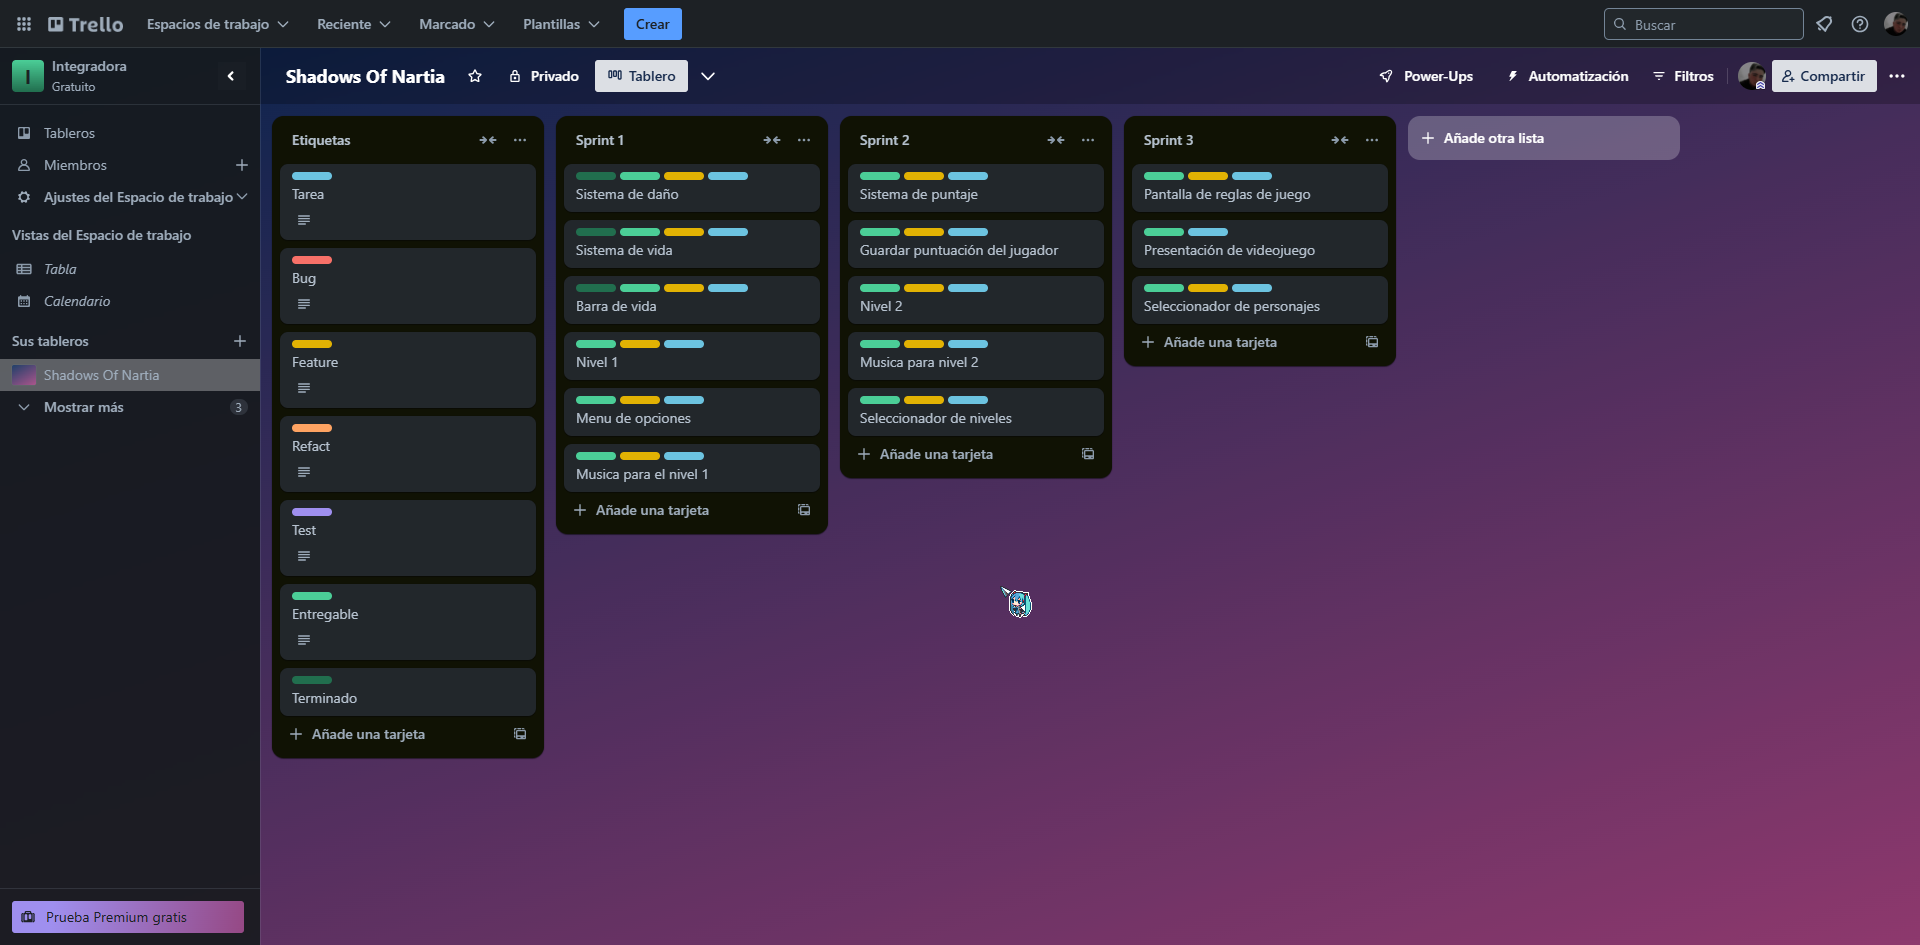 Trello
Espacios de trabajo
Reciente
Marcado
Plantillas
Crear
Buscar
I
Integradora
Gratuito
Tableros
Miembros
Ajustes del Espacio de trabajo
Vistas del Espacio de trabajo
Tabla
Calendario
Sus tableros
Shadows Of Nartia
Mostrar más
3
Prueba Premium gratis
Shadows Of Nartia
Privado
Tablero
Power-Ups
Automatización
Filtros
Compartir
Etiquetas
Tarea
Bug
Feature
Refact
Test
Entregable
Terminado
Añade una tarjeta
Sprint 1
Sistema de daño
Sistema de vida
Barra de vida
Nivel 1
Menu de opciones
Musica para el nivel 1
Añade una tarjeta
Sprint 2
Sistema de puntaje
Guardar puntuación del jugador
Nivel 2
Musica para nivel 2
Seleccionador de niveles
Añade una tarjeta
Sprint 3
Pantalla de reglas de juego
Presentación de videojuego
Seleccionador de personajes
Añade una tarjeta
Añade otra lista